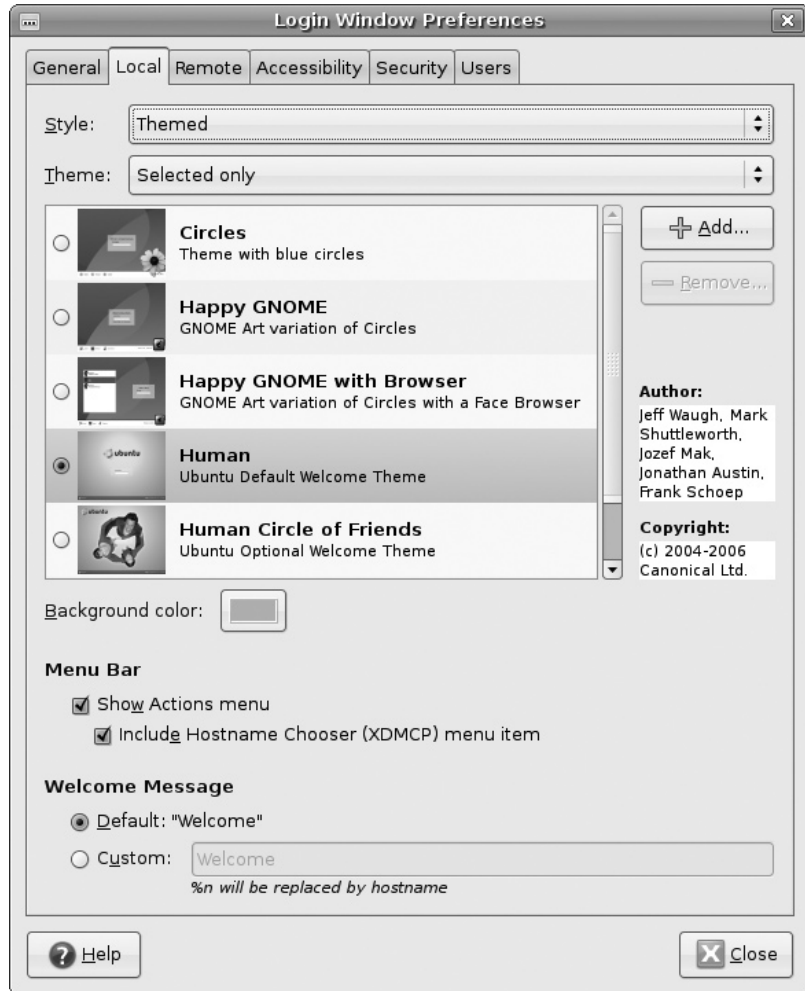 Login Window Preferences
General Local Remote Accessibility Security Users
Style: Themed
Theme: Selected only
Circles
Theme with blue circles
Happy GNOME
GNOME Art variation of Circles
Happy GNOME with Browser
GNOME Art variation of Circles with a Face Browser
ubuntu
Human
Ubuntu Default Welcome Theme
ubuntu
Human Circle of Friends
Ubuntu Optional Welcome Theme
Add...
Remove...
Author:
Jeff Waugh, Mark
Shuttleworth,
Jozef Mak,
Jonathan Austin,
Frank Schoep
Copyright:
(c) 2004-2006
Canonical Ltd.
Background color:
Menu Bar
Show Actions menu
Include Hostname Chooser (XDMCP) menu item
Welcome Message
Default: "Welcome"
Custom: Welcome
%n will be replaced by hostname
Help
Close